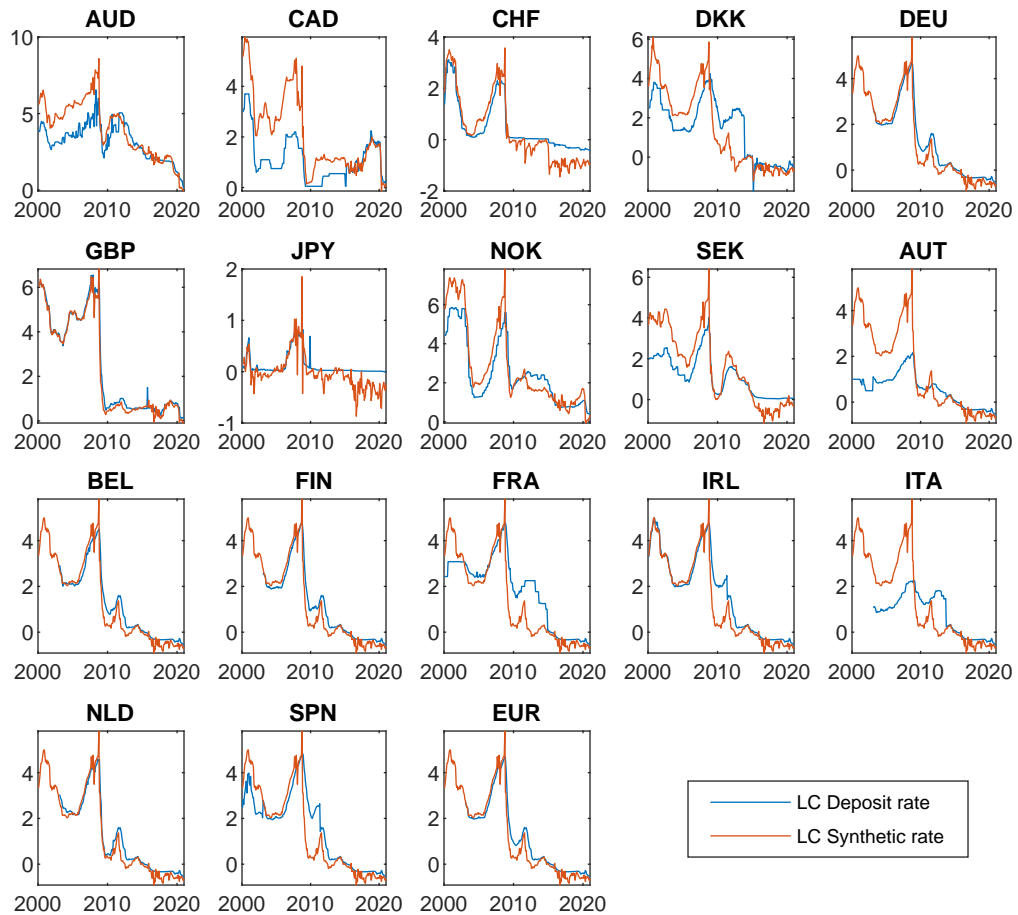 AUD CAD CHF DKK DEU
10 6 4 6 6
5 4 2 4 4
0 2 0 2 2
0 -2 0 0
2000 2010 2020 2000 2010 2020 2000 2010 2020 2000 2010 2020 2000 2010 2020
GBP JPY NOK SEK AUT
6 2 6 6 4
4 1 4 4 2
2 0 2 2 0
0 -1 0 0
2000 2010 2020 2000 2010 2020 2000 2010 2020 2000 2010 2020 2000 2010 2020
BEL FIN FRA IRL ITA
4 4 4 4 4
2 2 2 2 2
0 0 0 0 0
2000 2010 2020 2000 2010 2020 2000 2010 2020 2000 2010 2020 2000 2010 2020
NLD SPN EUR
4 4 4
2 2 2
0 0 0
2000 2010 2020 2000 2010 2020 2000 2010 2020
LC Deposit rate
LC Synthetic rate